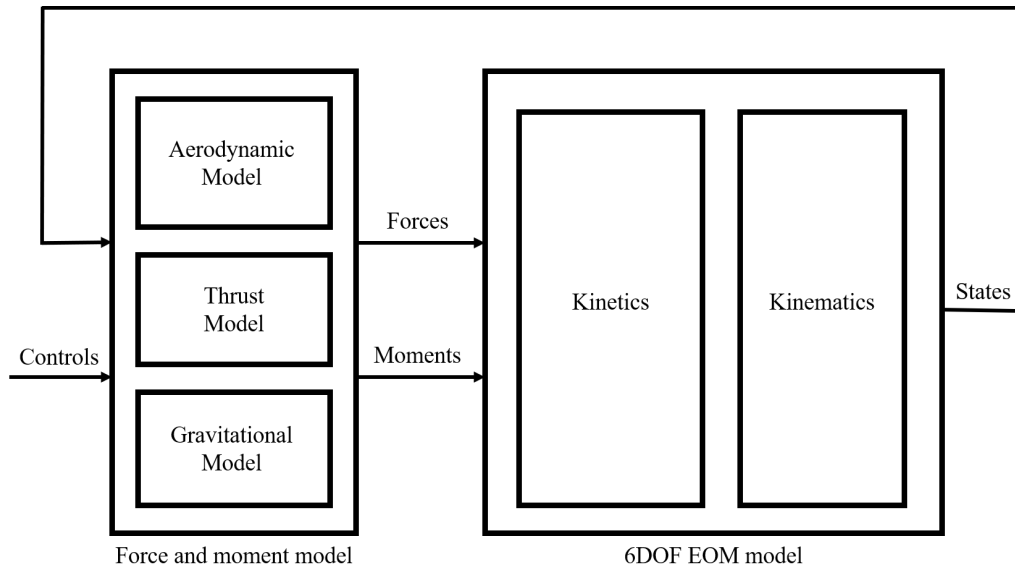 Aerodynamic
Model
Thrust
Model
Gravitational
Model
Controls
Forces
Moments
Kinetics
Kinematics
States
Force and moment model
6DOF EOM model